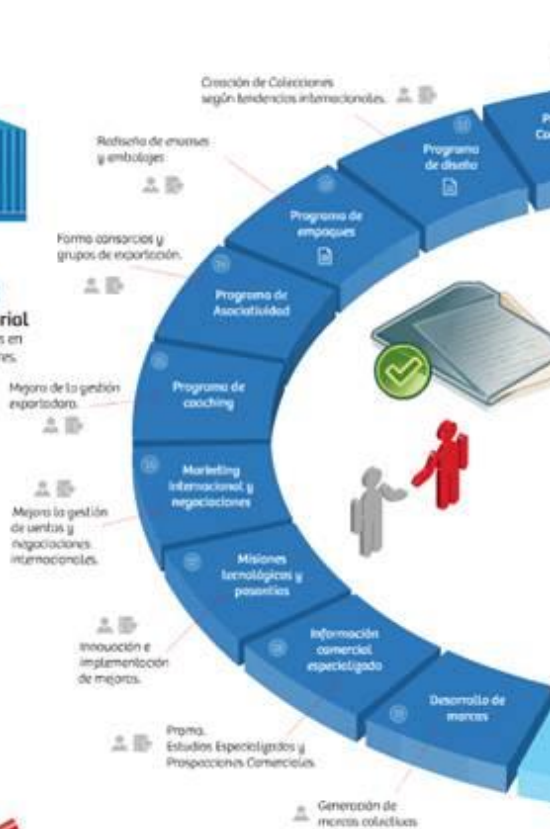 Creación de Colecciones
según tendencias internacionales.
Programa
de diseño
Rediseño de envases
y embalajes
Programa de
empaques
Forma consorcios y
grupos de exportación.
Programa de
Asociatividad
rial
s en
res.
Mejora de la gestión
exportadora.
Programa de
coaching
Marketing
internacional y
negociaciones
Mejora la gestión
de ventas y
negociaciones
internacionales.
Misiones
tecnológicas y
pasantías
Innovación e
implementación
de mejoras.
Información
comercial
especializada
Prama.
Estudios Especializados y
Prospecciones Comerciales.
Desarrollo de
marcas
Generación de
marcas colectivas